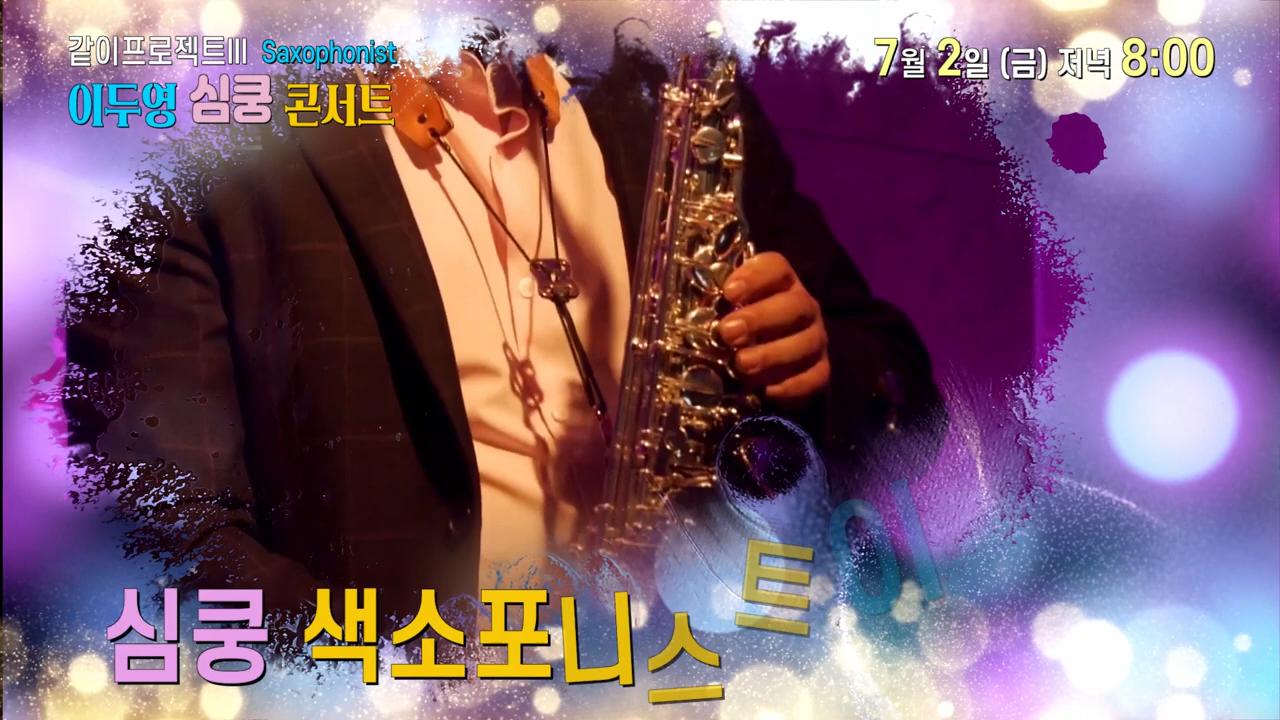 같이프로젝트III Saxophonist
이두영 심쿵 콘서트
7월 2일 (금) 저녁 8:00
심쿵 색소포니스트 이